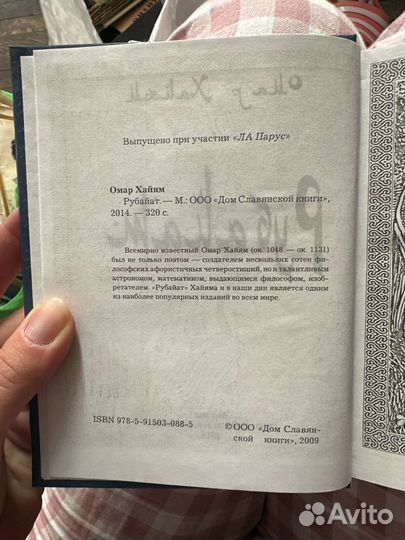 Омар Хайям
Выпущено при участии «ЛА Парус»
Омар Хайям
Рубайат. — М.: ООО «Дом Славянской книги»,
2014. — 320 с.
Рубайат
Всемирно известный Омар Хайям (ок. 1048 — ок. 1131)
был не только поэтом — создателем нескольких сотен фи-
лософских афористичных четверостиший, но и талантливым
астрономом, математиком, выдающимся философом, изоб-
ретателем. «Рубайат» Хайяма и в наши дни является одним
из наиболее популярных изданий во всем мире.
ISBN 978-5-91503-088-5
©ООО «Дом Славян-
ской книги», 2009
Avito